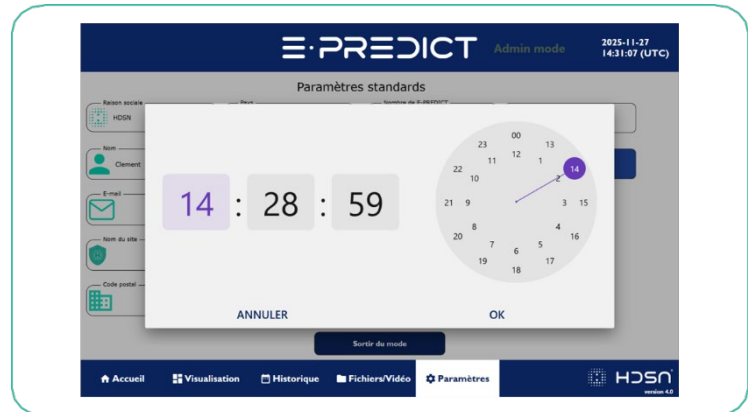 E·PREDICT
Admin mode
2025-11-27
14:31:07 (UTC)
Paramètres standards
Raison sociale
Pays
Nombre de E-PREDICT
HDSN
Nom
Clement
E-mail
Nom du site
Code postal
14 : 28 : 59
00
23
13
22
11
12
1
14
10
2
21
9
3
15
8
4
20
16
7
6
5
19
18
17
ANNULER
OK
Sortir du mode
Accueil
Visualisation
Historique
Fichiers/Vidéo
Paramètres
HDSN
version 4.0